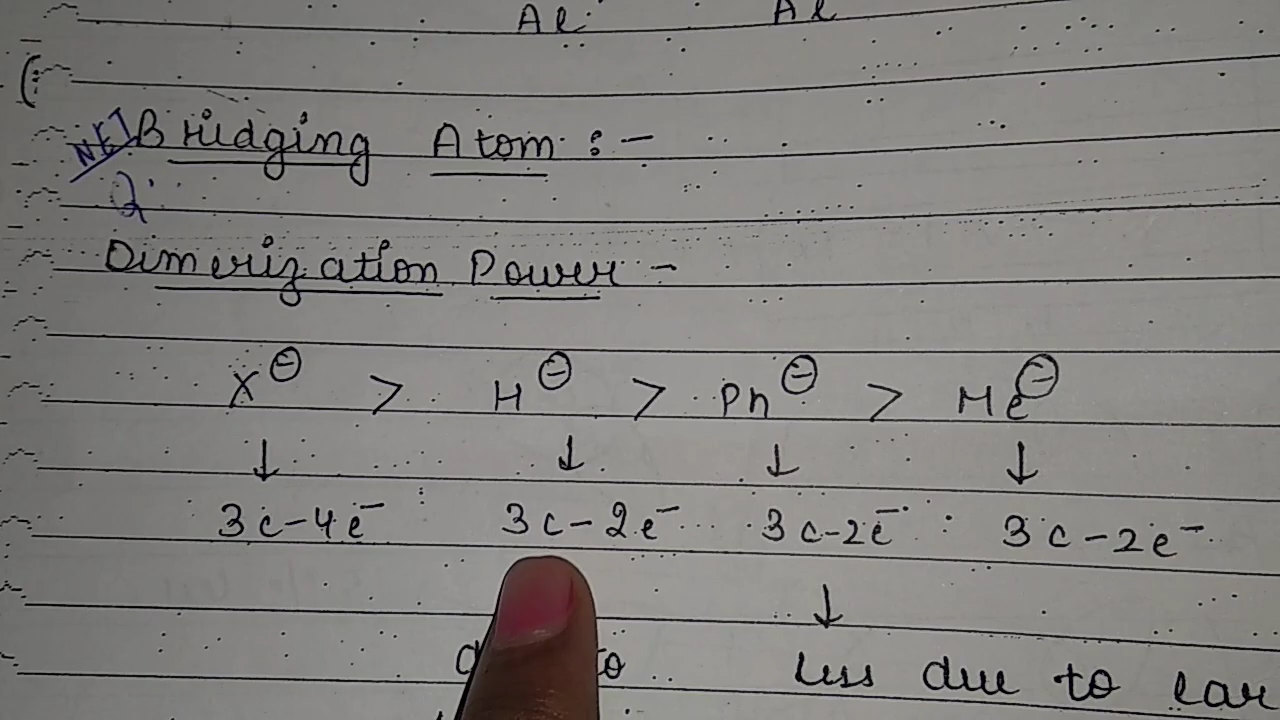 Al Al
(
NET Bridging Atom :-
Q
Dimerization Power -
X⊖ > H⊖ > Ph⊖ > Me⊖
↓ ↓ ↓ ↓
3c-4e⁻ 3c-2e⁻ 3c-2e⁻ 3c-2e⁻
↓
less due to